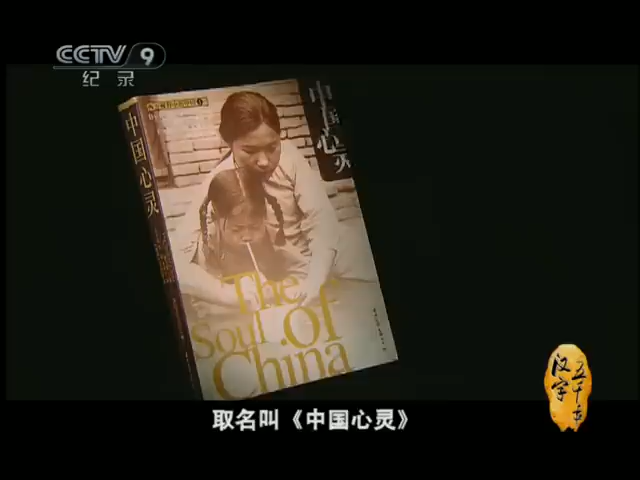 CCTV 9
纪录
中国心灵
中国心灵
The
Soul of
China
汉字
五千年
取名叫《中国心灵》